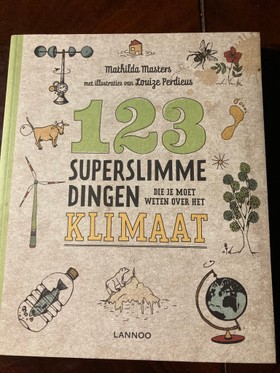 Mathilda Masters
met illustraties van Louize Perdieus
123
SUPERSLIMME
DINGEN DIE JE MOET
WETEN OVER HET
KLIMAAT
LANNOO